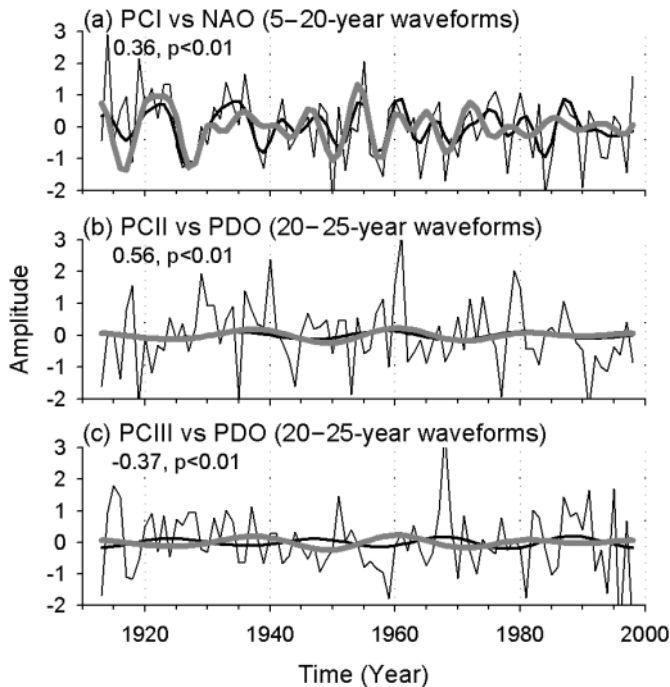 (a) PCI vs NAO (5−20-year waveforms)
0.36, p<0.01
3
2
1
0
-1
-2
(b) PCII vs PDO (20−25-year waveforms)
0.56, p<0.01
3
2
1
0
-1
-2
Amplitude
(c) PCIII vs PDO (20−25-year waveforms)
-0.37, p<0.01
3
2
1
0
-1
-2
1920 1940 1960 1980 2000
Time (Year)